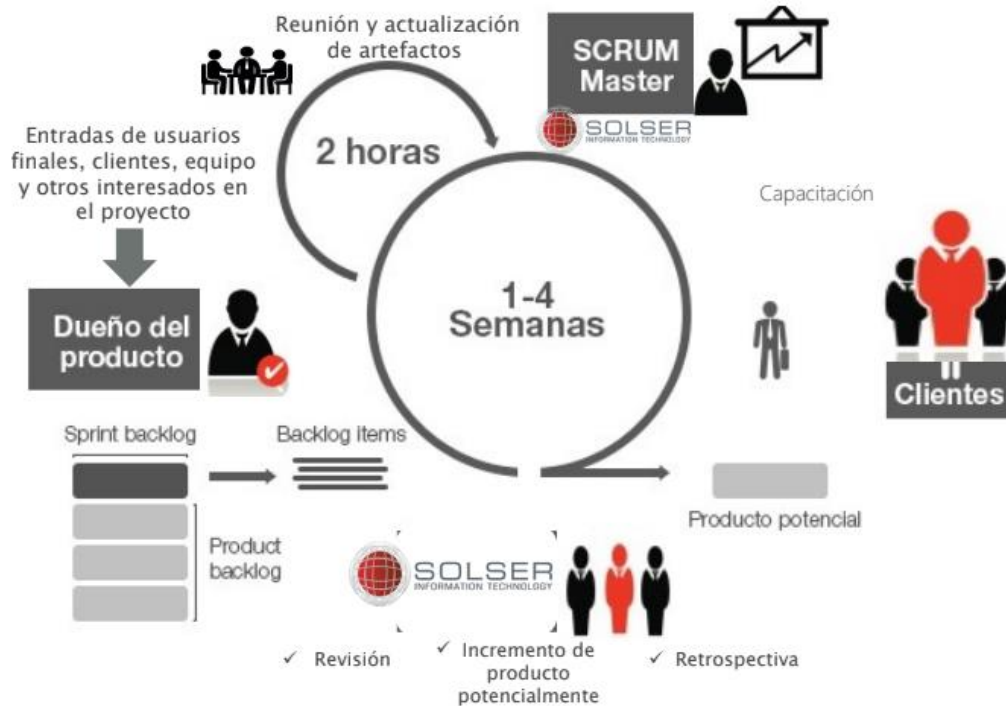 Reunión y actualización
de artefactos
SCRUM
Master
SOLSER
INFORMATION TECHNOLOGY
2 horas
Entradas de usuarios
finales, clientes, equipo
y otros interesados en
el proyecto
Capacitación
Dueño del
producto
1-4
Semanas
Clientes
Sprint backlog
Backlog items
Product
backlog
Producto potencial
SOLSER
INFORMATION TECHNOLOGY
✓ Revisión
✓ Incremento de
producto
potencialmente
✓ Retrospectiva